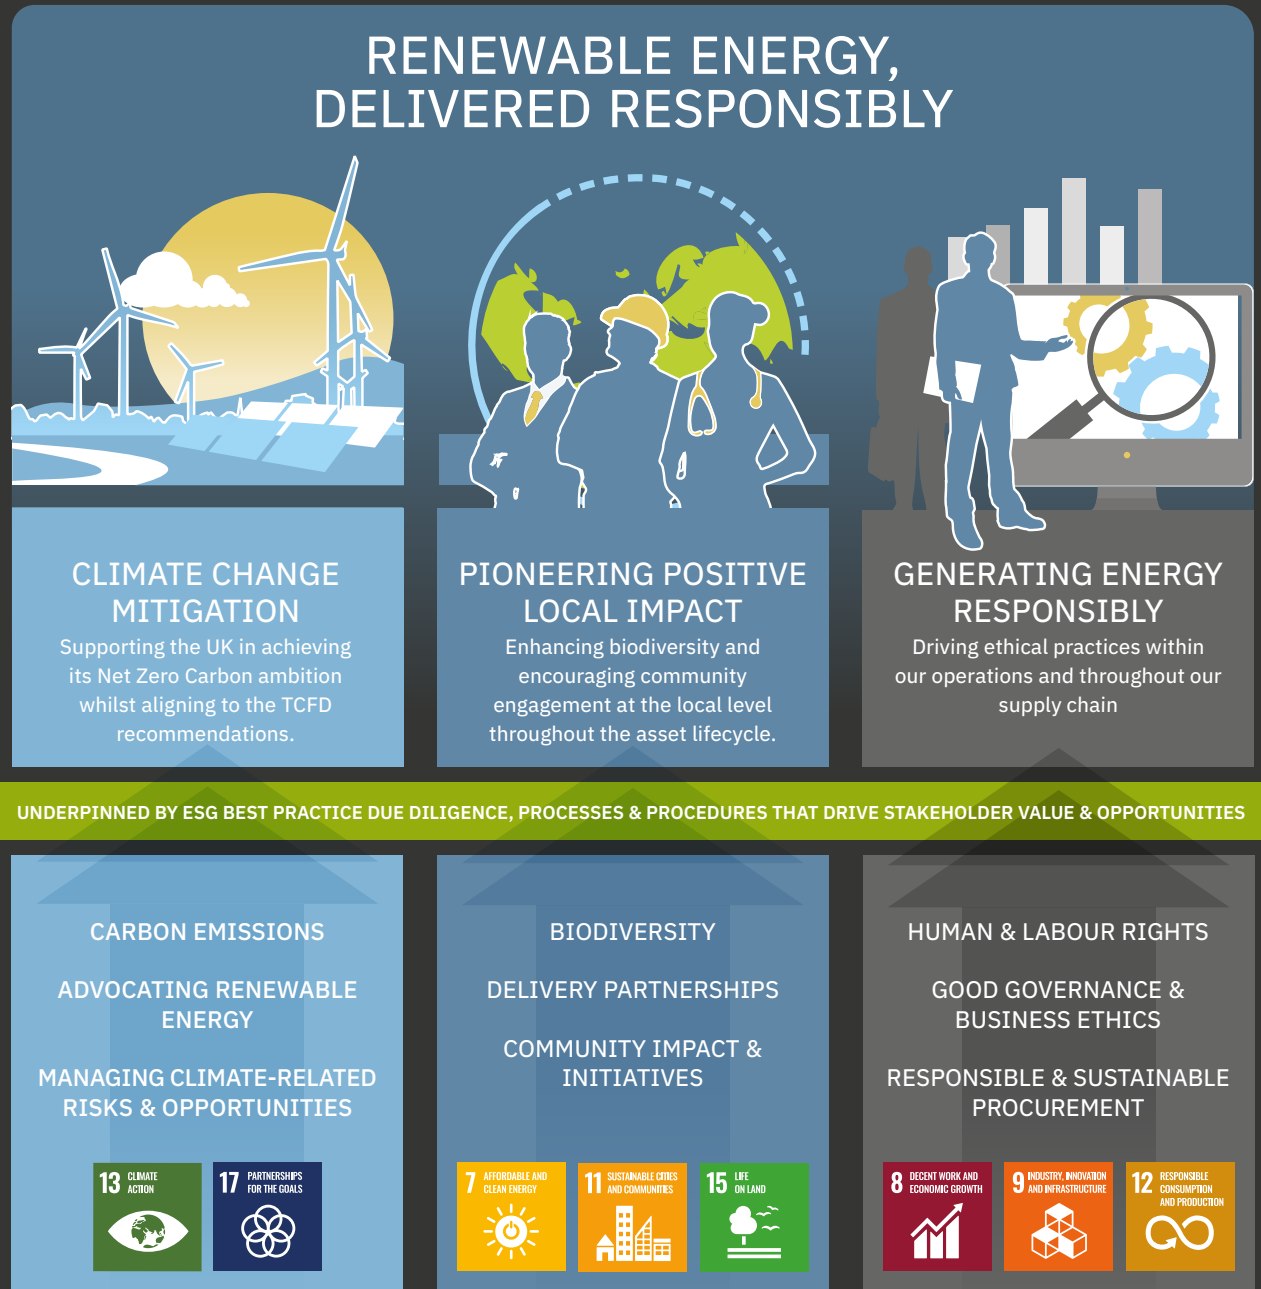 RENEWABLE ENERGY,
DELIVERED RESPONSIBLY
CLIMATE CHANGE
MITIGATION
Supporting the UK in achieving
its Net Zero Carbon ambition
whilst aligning to the TCFD
recommendations.
PIONEERING POSITIVE
LOCAL IMPACT
Enhancing biodiversity and
encouraging community
engagement at the local level
throughout the asset lifecycle.
GENERATING ENERGY
RESPONSIBLY
Driving ethical practices within
our operations and throughout our
supply chain
UNDERPINNED BY ESG BEST PRACTICE DUE DILIGENCE, PROCESSES & PROCEDURES THAT DRIVE STAKEHOLDER VALUE & OPPORTUNITIES
CARBON EMISSIONS
ADVOCATING RENEWABLE
ENERGY
MANAGING CLIMATE-RELATED
RISKS & OPPORTUNITIES
13 CLIMATE
ACTION
17 PARTNERSHIPS
FOR THE GOALS
BIODIVERSITY
DELIVERY PARTNERSHIPS
COMMUNITY IMPACT &
INITIATIVES
7 AFFORDABLE AND
CLEAN ENERGY
11 SUSTAINABLE CITIES
AND COMMUNITIES
15 LIFE
ON LAND
HUMAN & LABOUR RIGHTS
GOOD GOVERNANCE &
BUSINESS ETHICS
RESPONSIBLE & SUSTAINABLE
PROCUREMENT
8 DECENT WORK AND
ECONOMIC GROWTH
9 INDUSTRY, INNOVATION
AND INFRASTRUCTURE
12 RESPONSIBLE
CONSUMPTION
AND PRODUCTION